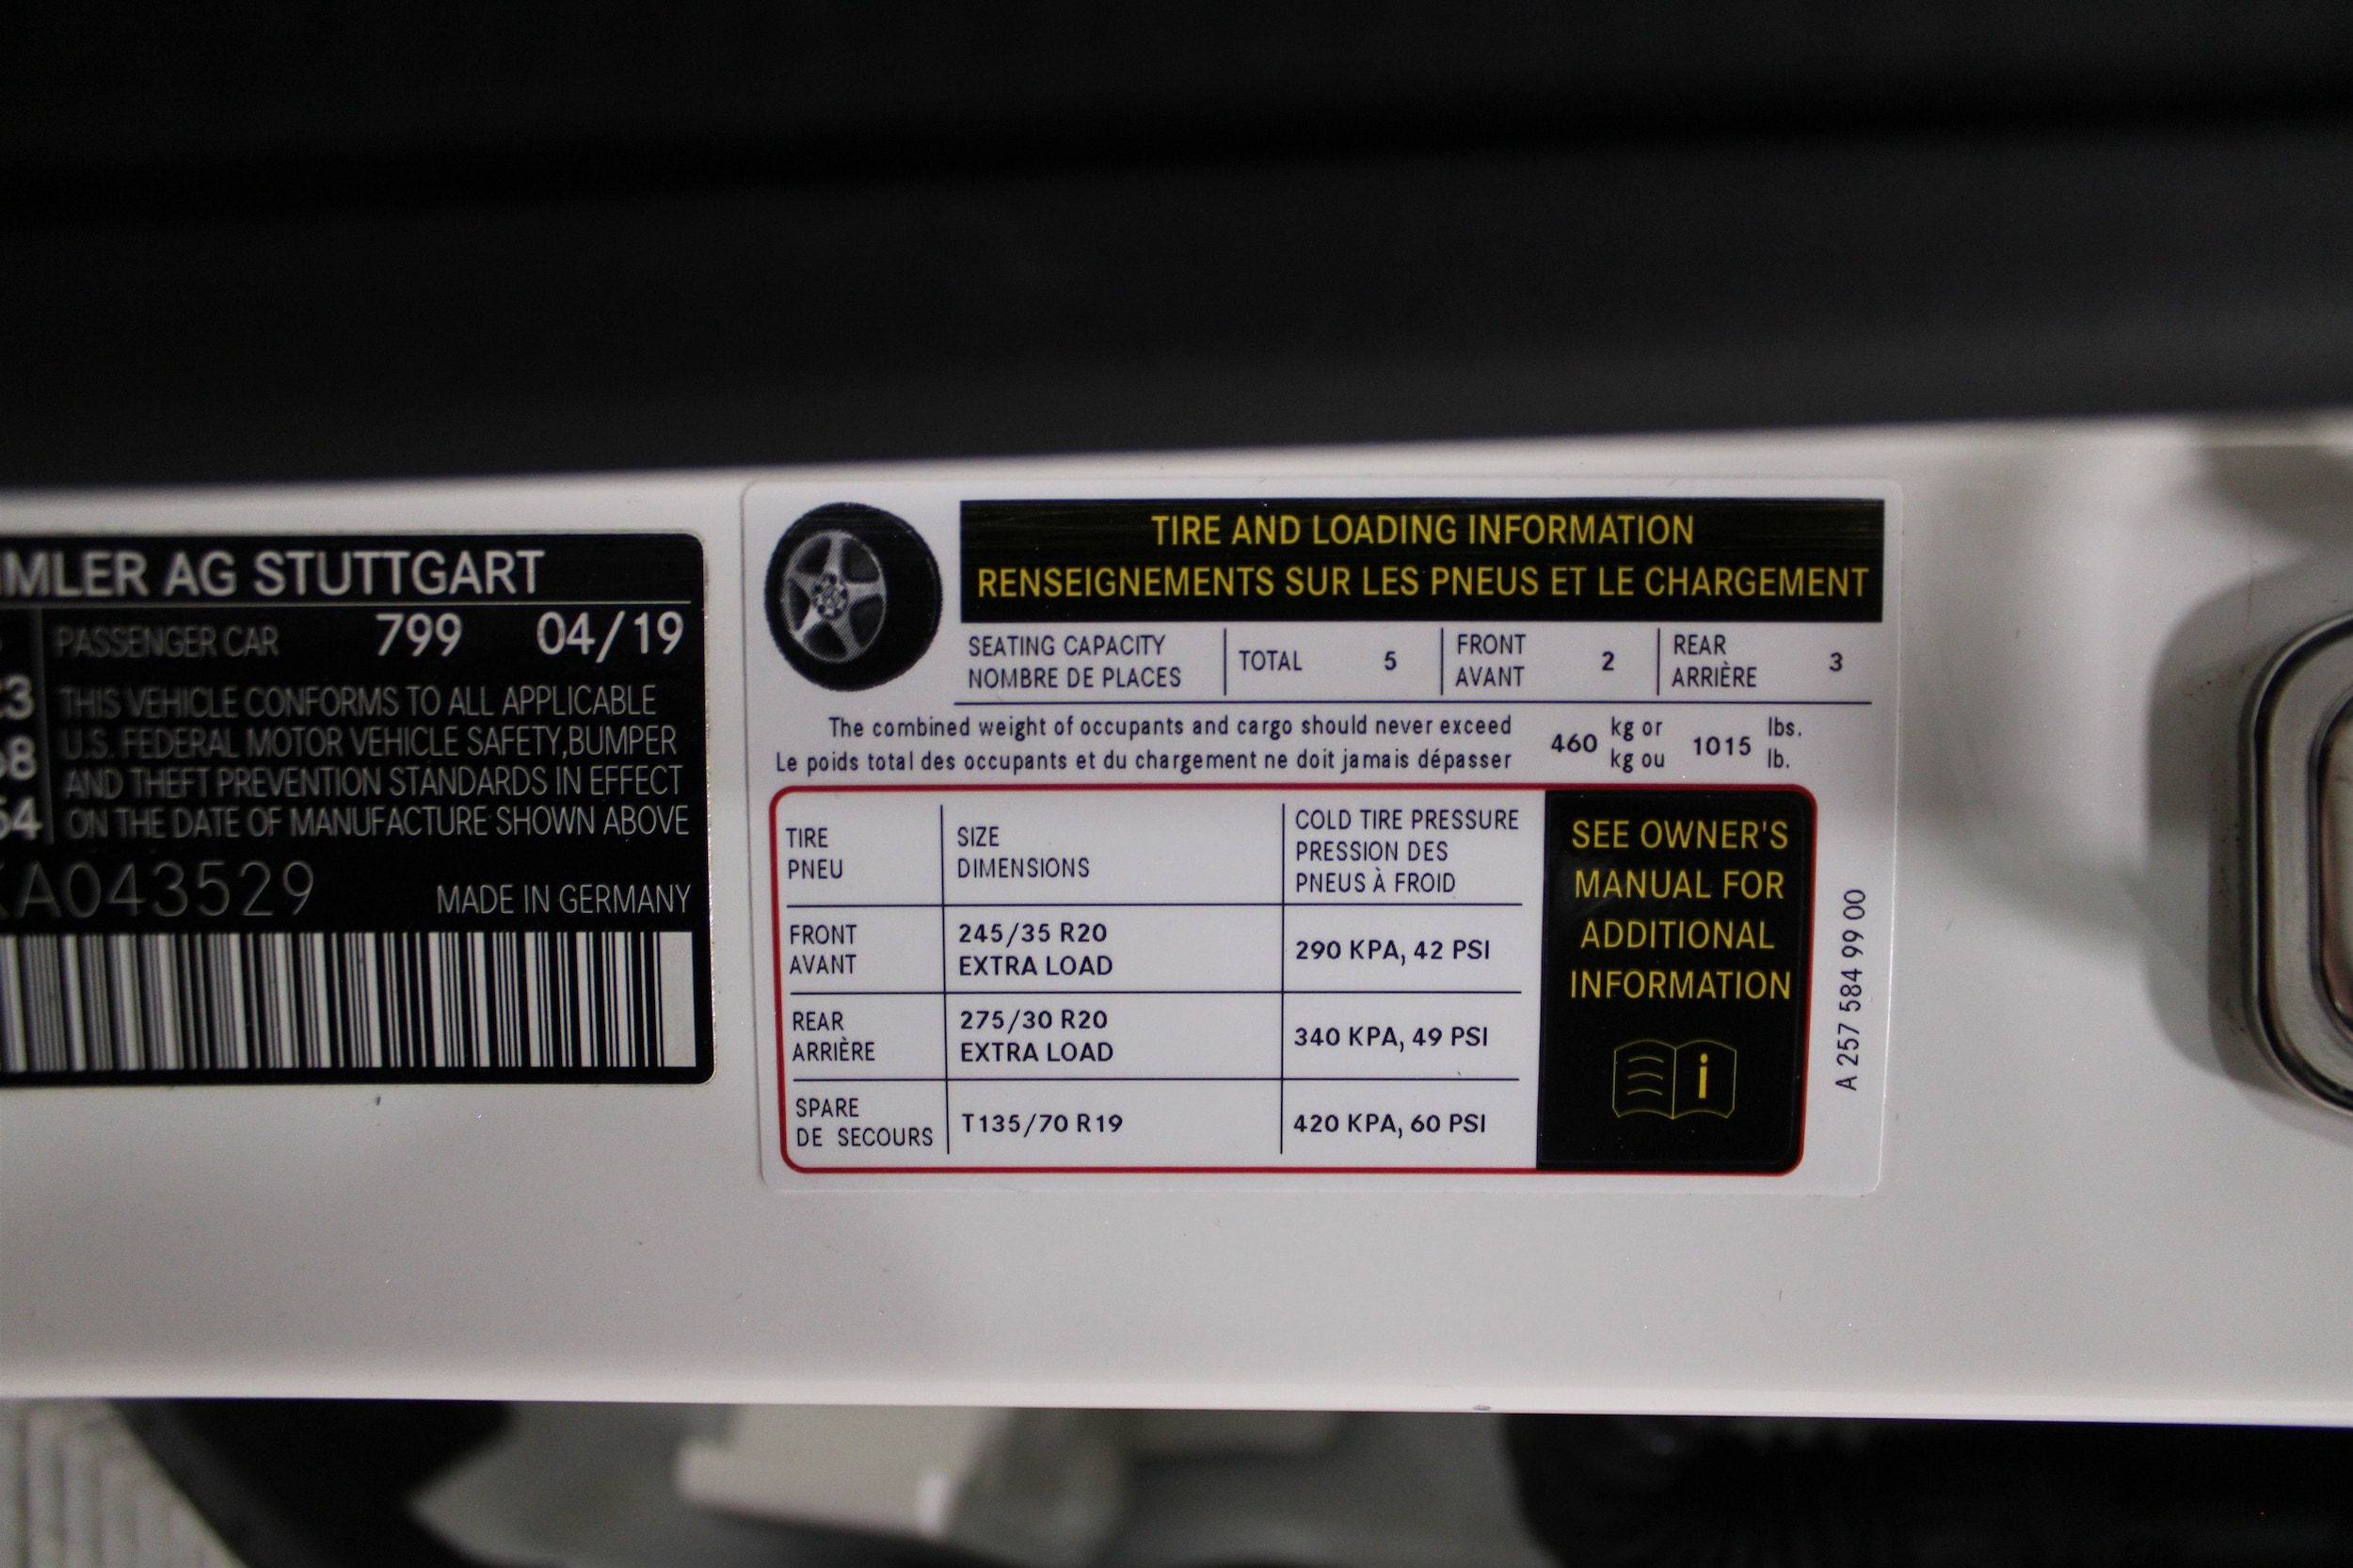 AG STUTTGART
PASSENGER CAR 799 04/19
THIS VEHICLE CONFORMS TO ALL APPLICABLE
U.S. FEDERAL MOTOR VEHICLE SAFETY, BUMPER
AND THEFT PREVENTION STANDARDS IN EFFECT
ON THE DATE OF MANUFACTURE SHOWN ABOVE
A043529
MADE IN GERMANY
TIRE AND LOADING INFORMATION
RENSEIGNEMENTS SUR LES PNEUS ET LE CHARGEMENT
SEATING CAPACITY
NOMBRE DE PLACES
TOTAL 5
FRONT
AVANT
2
REAR
ARRIÈRE
3
The combined weight of occupants and cargo should never exceed
Le poids total des occupants et du chargement ne doit jamais dépasser
460
kg or
kg ou
1015
lbs.
lb.
TIRE
PNEU
SIZE
DIMENSIONS
COLD TIRE PRESSURE
PRESSION DES
PNEUS À FROID
FRONT
AVANT
245/35 R20
EXTRA LOAD
290 KPA, 42 PSI
REAR
ARRIÈRE
275/30 R20
EXTRA LOAD
340 KPA, 49 PSI
SPARE
DE SECOURS
T135/70 R19
420 KPA, 60 PSI
SEE OWNER'S
MANUAL FOR
ADDITIONAL
INFORMATION
i
A 257 584 99 00